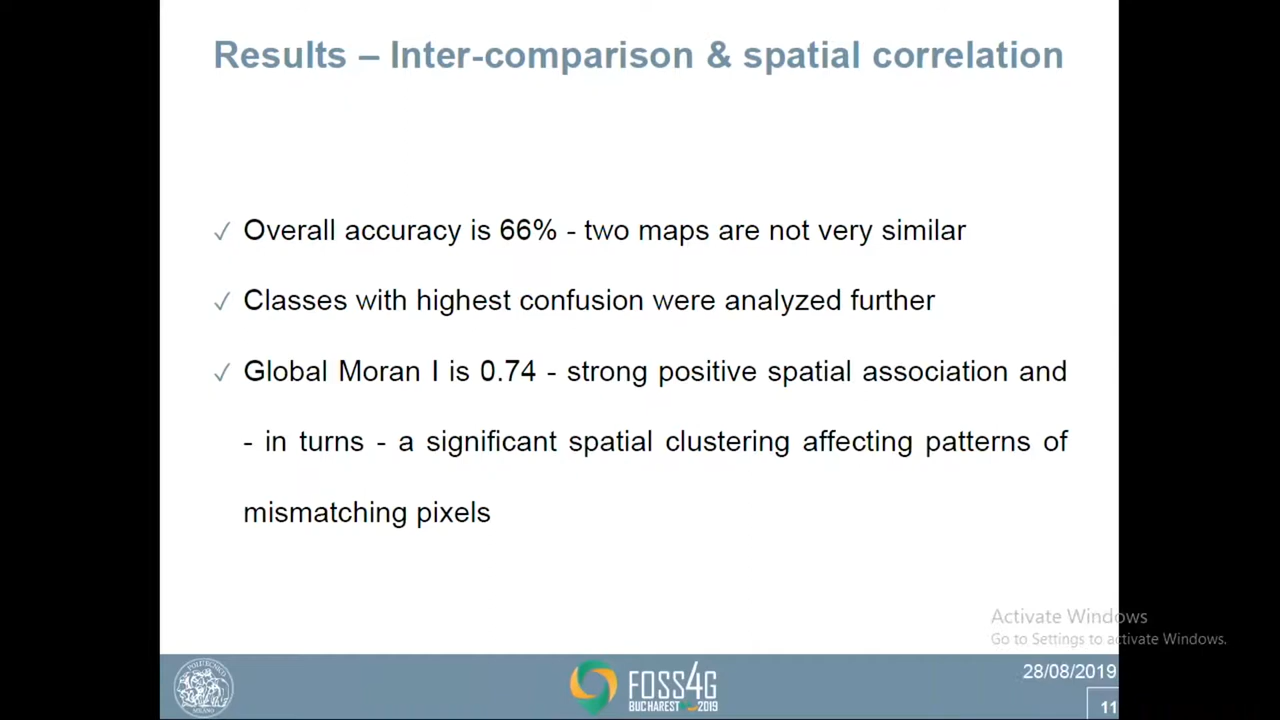 Results – Inter-comparison & spatial correlation
✓ Overall accuracy is 66% - two maps are not very similar
✓ Classes with highest confusion were analyzed further
✓ Global Moran I is 0.74 - strong positive spatial association and
- in turns - a significant spatial clustering affecting patterns of
mismatching pixels
Activate Windows
Go to Settings to activate Windows.
POLITECNICO
MILANO
FOSS4G
BUCHAREST 2019
28/08/2019
11